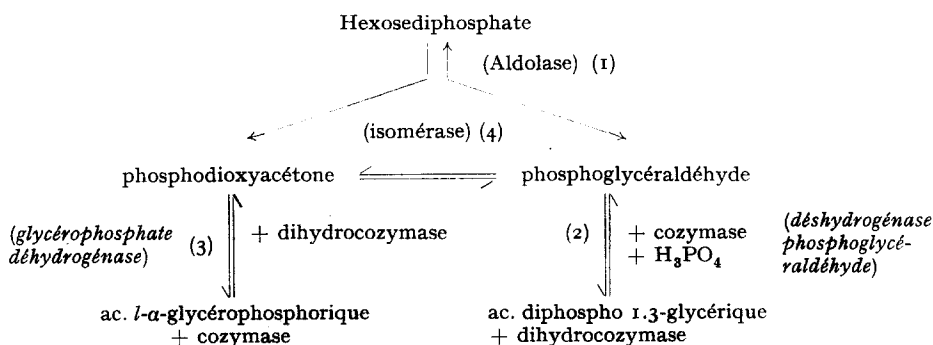 Hexosediphosphate
(Aldolase) (1)
(isomérase) (4)
phosphodioxyacétone
phosphoglycéraldéhyde
(glycérophosphate
déhydrogénase)
(3)
+ dihydrocozymase
(2)
+ cozymase
+ H₃PO₄
(déshydrogénase
phosphoglycé-
raldéhyde)
ac. l-α-glycérophosphorique
+ cozymase
ac. diphospho 1.3-glycérique
+ dihydrocozymase